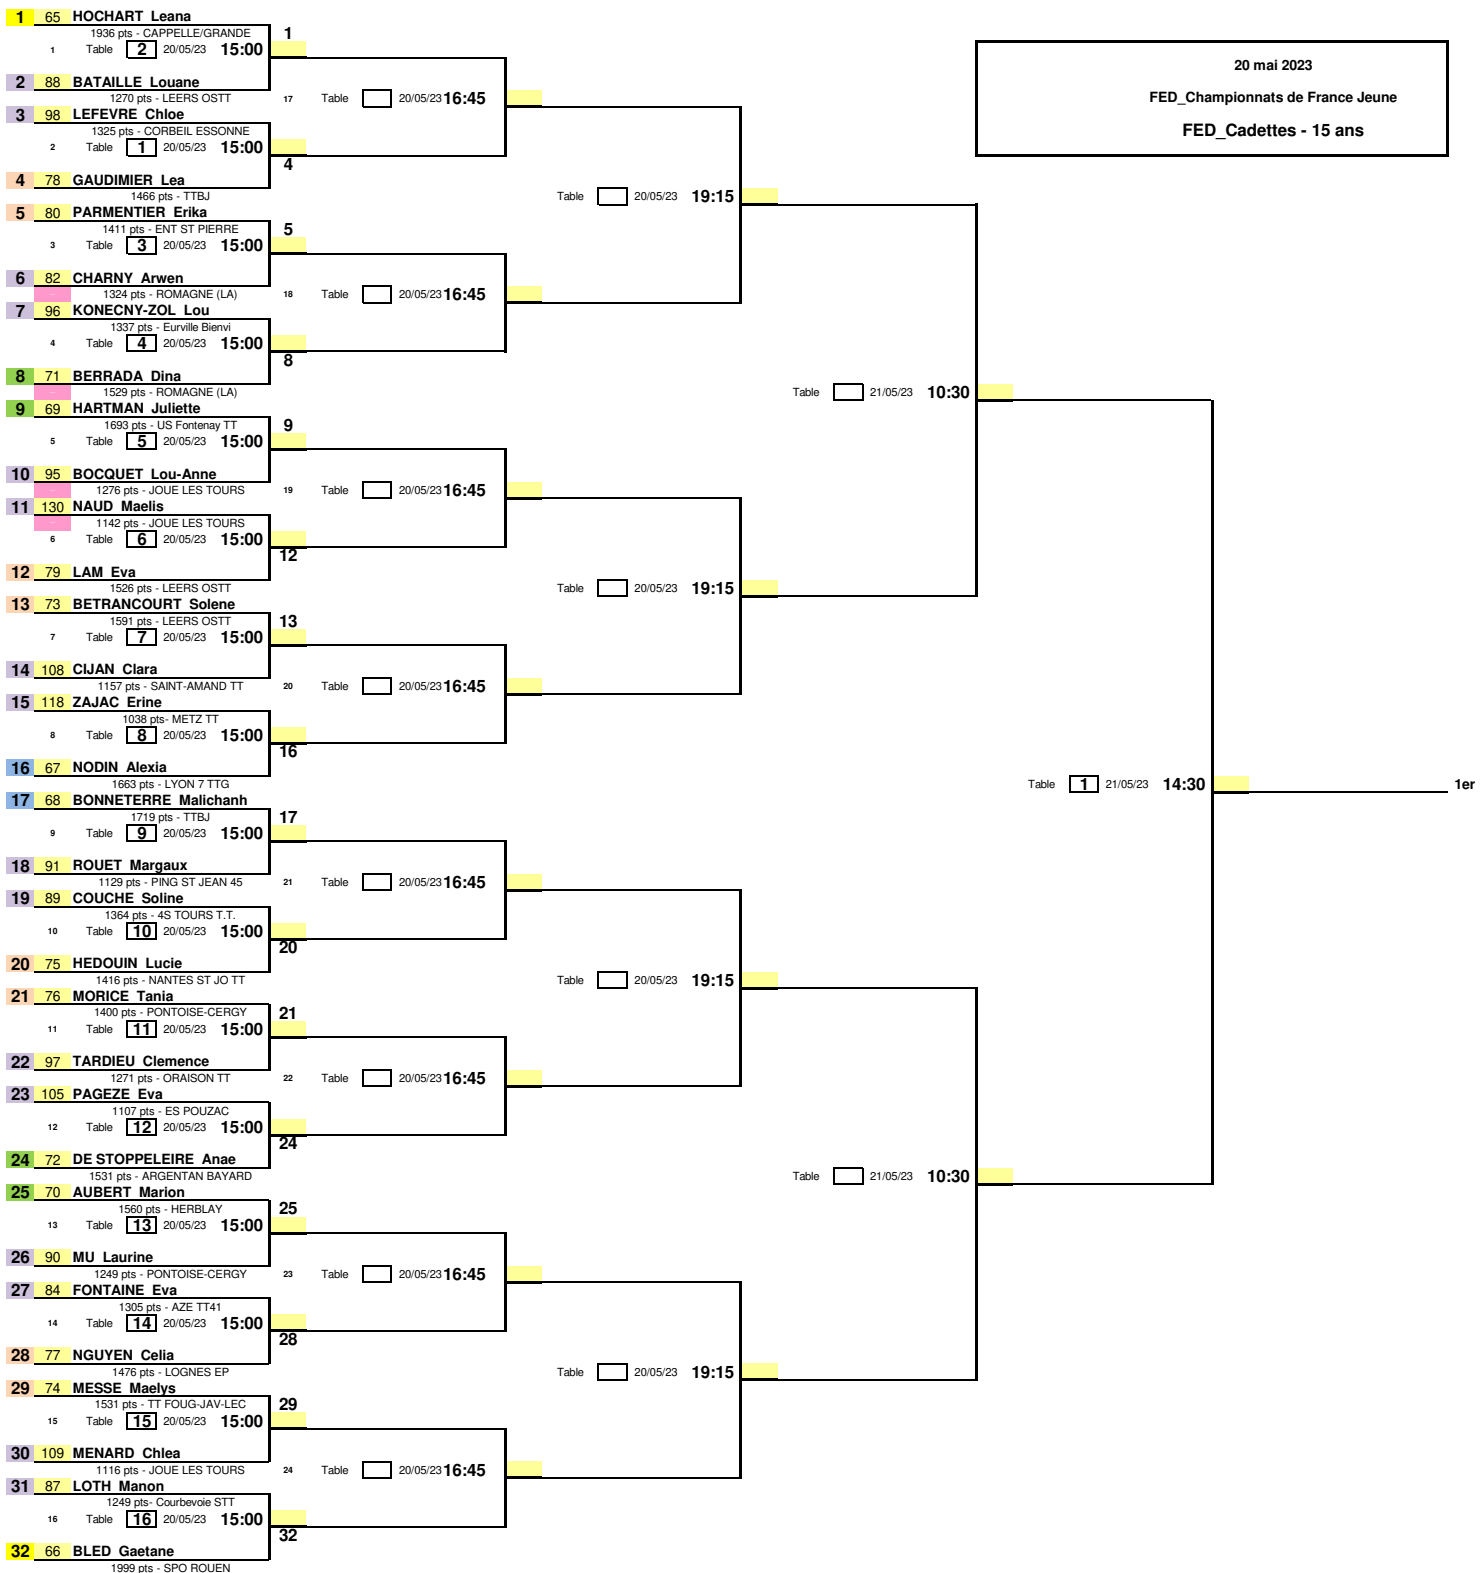 20 mai 2023
FED_Championnats de France Jeune
FED_Cadettes - 15 ans
1 65 HOCHART Leana
1936 pts - CAPPELLE/GRANDE 1
1 Table 2 20/05/23 15:00
2 88 BATAILLE Louane
1270 pts - LEERS OSTT 17 Table 20/05/23 16:45
3 98 LEFEVRE Chloe
1325 pts - CORBEIL ESSONNE
2 Table 1 20/05/23 15:00
4
4 78 GAUDIMIER Lea
1466 pts - TTBJ Table 20/05/23 19:15
5 80 PARMENTIER Erika
1411 pts - ENT ST PIERRE 5
3 Table 3 20/05/23 15:00
6 82 CHARNY Arwen
1324 pts - ROMAGNE (LA) 18 Table 20/05/23 16:45
7 96 KONECNY-ZOL Lou
1337 pts - Eurville Bienvi
4 Table 4 20/05/23 15:00
8
8 71 BERRADA Dina
1529 pts - ROMAGNE (LA) Table 21/05/23 10:30
9 69 HARTMAN Juliette
1693 pts - US Fontenay TT 9
5 Table 5 20/05/23 15:00
10 95 BOCQUET Lou-Anne
1276 pts - JOUE LES TOURS 19 Table 20/05/23 16:45
11 130 NAUD Maelis
1142 pts - JOUE LES TOURS
6 Table 6 20/05/23 15:00
12
12 79 LAM Eva
1526 pts - LEERS OSTT Table 20/05/23 19:15
13 73 BETRANCOURT Solene
1591 pts - LEERS OSTT 13
7 Table 7 20/05/23 15:00
14 108 CIJAN Clara
1157 pts - SAINT-AMAND TT 20 Table 20/05/23 16:45
15 118 ZAJAC Erine
1038 pts- METZ TT
8 Table 8 20/05/23 15:00
16
16 67 NODIN Alexia
1663 pts - LYON 7 TTG Table 1 21/05/23 14:30 1er
17 68 BONNETERRE Malichanh
1719 pts - TTBJ 17
9 Table 9 20/05/23 15:00
18 91 ROUET Margaux
1129 pts - PING ST JEAN 45 21 Table 20/05/23 16:45
19 89 COUCHE Soline
1364 pts - 4S TOURS T.T.
10 Table 10 20/05/23 15:00
20
20 75 HEDOUIN Lucie
1416 pts - NANTES ST JO TT Table 20/05/23 19:15
21 76 MORICE Tania
1400 pts - PONTOISE-CERGY 21
11 Table 11 20/05/23 15:00
22 97 TARDIEU Clemence
1271 pts - ORAISON TT 22 Table 20/05/23 16:45
23 105 PAGEZE Eva
1107 pts - ES POUZAC
12 Table 12 20/05/23 15:00
24
24 72 DE STOPPELEIRE Anae
1531 pts - ARGENTAN BAYARD Table 21/05/23 10:30
25 70 AUBERT Marion
1560 pts - HERBLAY 25
13 Table 13 20/05/23 15:00
26 90 MU Laurine
1249 pts - PONTOISE-CERGY 23 Table 20/05/23 16:45
27 84 FONTAINE Eva
1305 pts - AZE TT41
14 Table 14 20/05/23 15:00
28
28 77 NGUYEN Celia
1476 pts - LOGNES EP Table 20/05/23 19:15
29 74 MESSE Maelys
1531 pts - TT FOUG-JAV-LEC 29
15 Table 15 20/05/23 15:00
30 109 MENARD Chlea
1116 pts - JOUE LES TOURS 24 Table 20/05/23 16:45
31 87 LOTH Manon
1249 pts- Courbevoie STT
16 Table 16 20/05/23 15:00
32
32 66 BLED Gaetane
1999 pts - SPO ROUEN